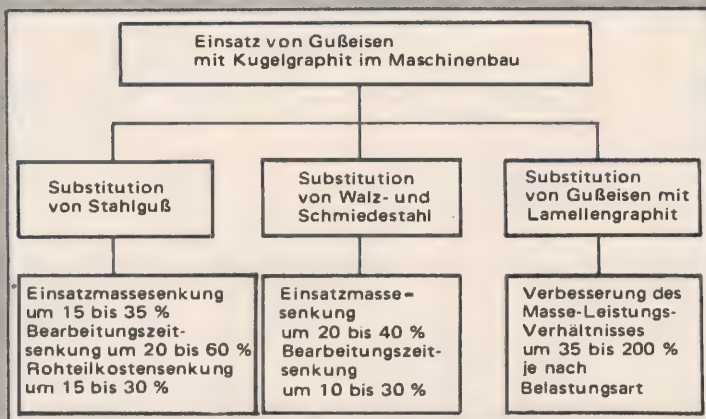 Einsatz von Gußeisen
mit Kugelgraphit im Maschinenbau
Substitution
von Stahlguß
Substitution
von Walz- und
Schmiedestahl
Substitution
von Gußeisen mit
Lamellengraphit
Einsatzmassesenkung
um 15 bis 35 %
Bearbeitungszeit-
senkung um 20 bis 60 %
Rohteilkostensenkung
um 15 bis 30 %
Einsatzmasse-
senkung
um 20 bis 40 %
Bearbeitungszeit-
senkung
um 10 bis 30 %
Verbesserung des
Masse-Leistungs-
Verhältnisses
um 35 bis 200 %
je nach
Belastungsart